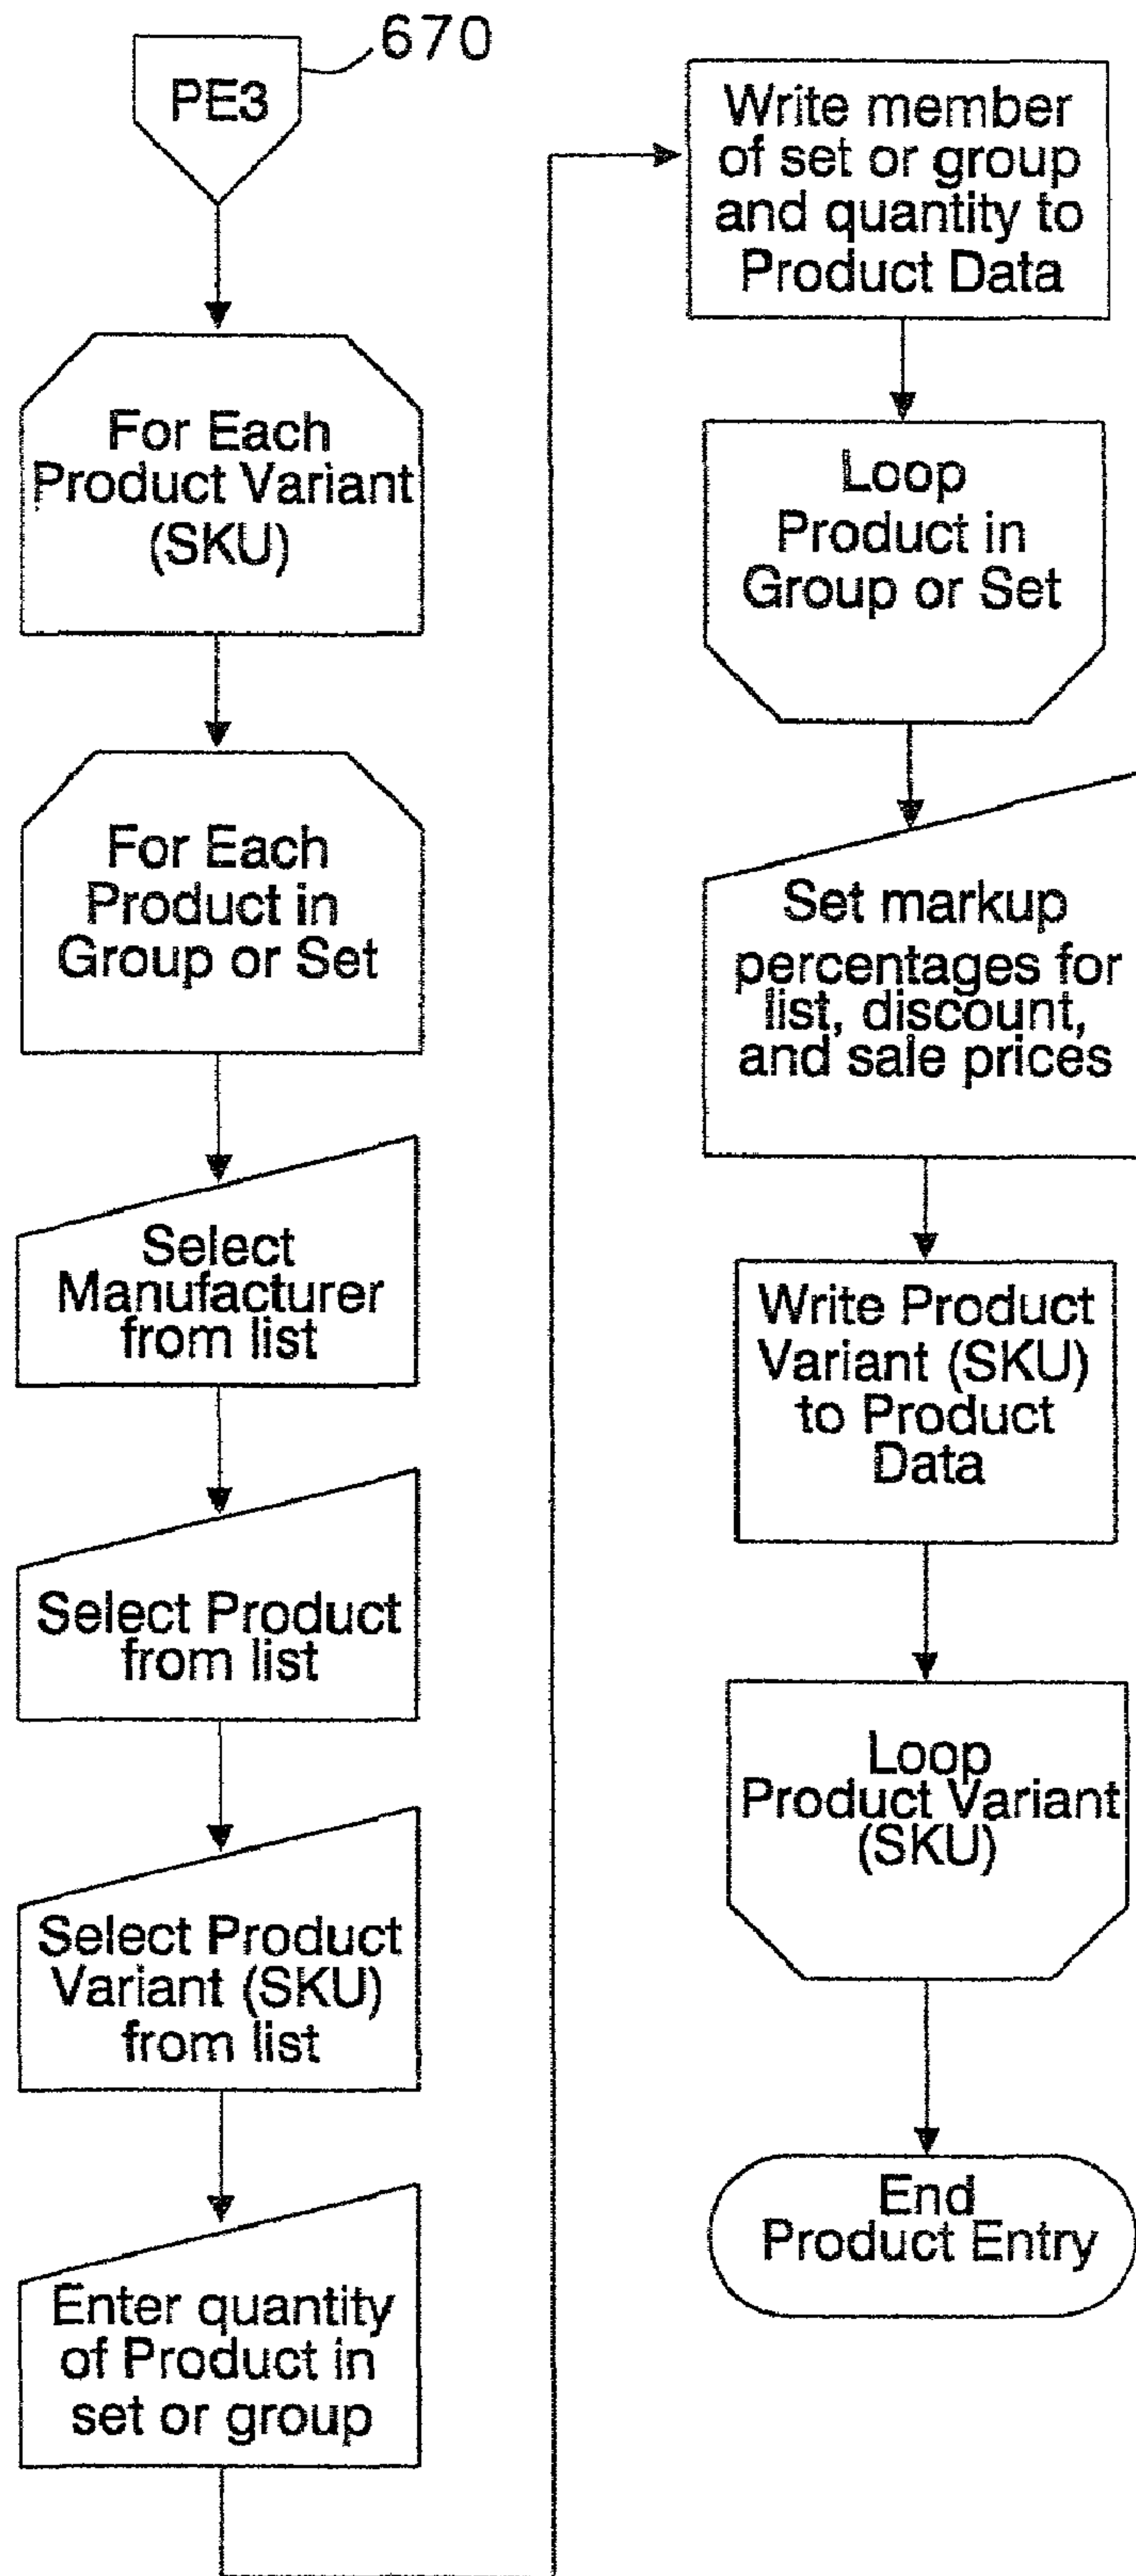 670
PE3
For Each
Product Variant
(SKU)
For Each
Product in
Group or Set
Select
Manufacturer
from list
Select Product
from list
Select Product
Variant (SKU)
from list
Enter quantity
of Product in
set or group
Write member
of set or group
and quantity to
Product Data
Loop
Product in
Group or Set
Set markup
percentages for
list, discount,
and sale prices
Write Product
Variant (SKU)
to Product
Data
Loop
Product Variant
(SKU)
End
Product Entry